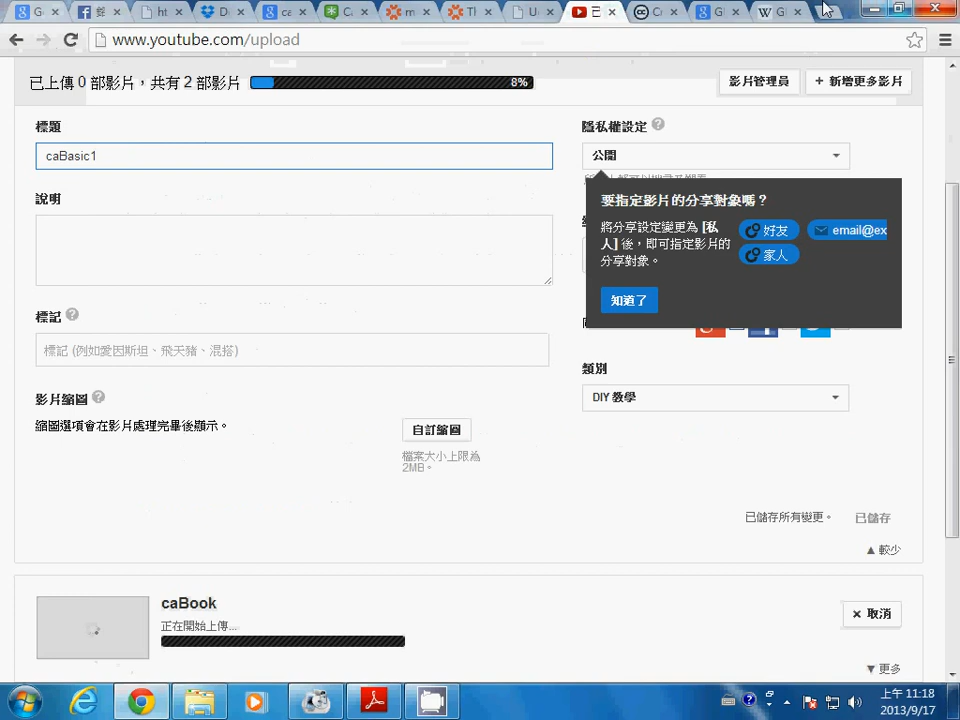 www.youtube.com/upload
已上傳 0 部影片，共有 2 部影片
8%
影片管理員
+ 新增更多影片
標題
caBasic1
說明
標記
標記 (例如愛因斯坦、飛天豬、混搭)
影片縮圖
縮圖選項會在影片處理完畢後顯示。
自訂縮圖
檔案大小上限為
2MB。
隱私權設定
公開
要指定影片的分享對象嗎？
將分享設定變更為 [私
人] 後，即可指定影片的
分享對象。
好友
email@ex
家人
知道了
類別
DIY 教學
已儲存所有變更。
已儲存
▲ 較少
caBook
正在開始上傳...
× 取消
▼ 更多
上午 11:18
2013/9/17